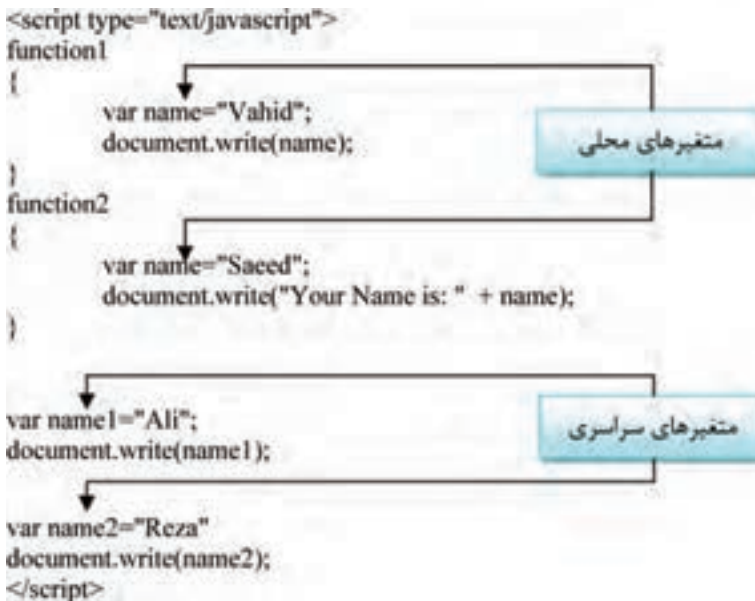 <script type="text/javascript">
function1
{
var name="Vahid";
document.write(name);
}
متغیرهای محلی
function2
{
var name="Saeed";
document.write("Your Name is: " + name);
}
var name1="Ali";
document.write(name1);
متغیرهای سراسری
var name2="Reza"
document.write(name2);
</script>